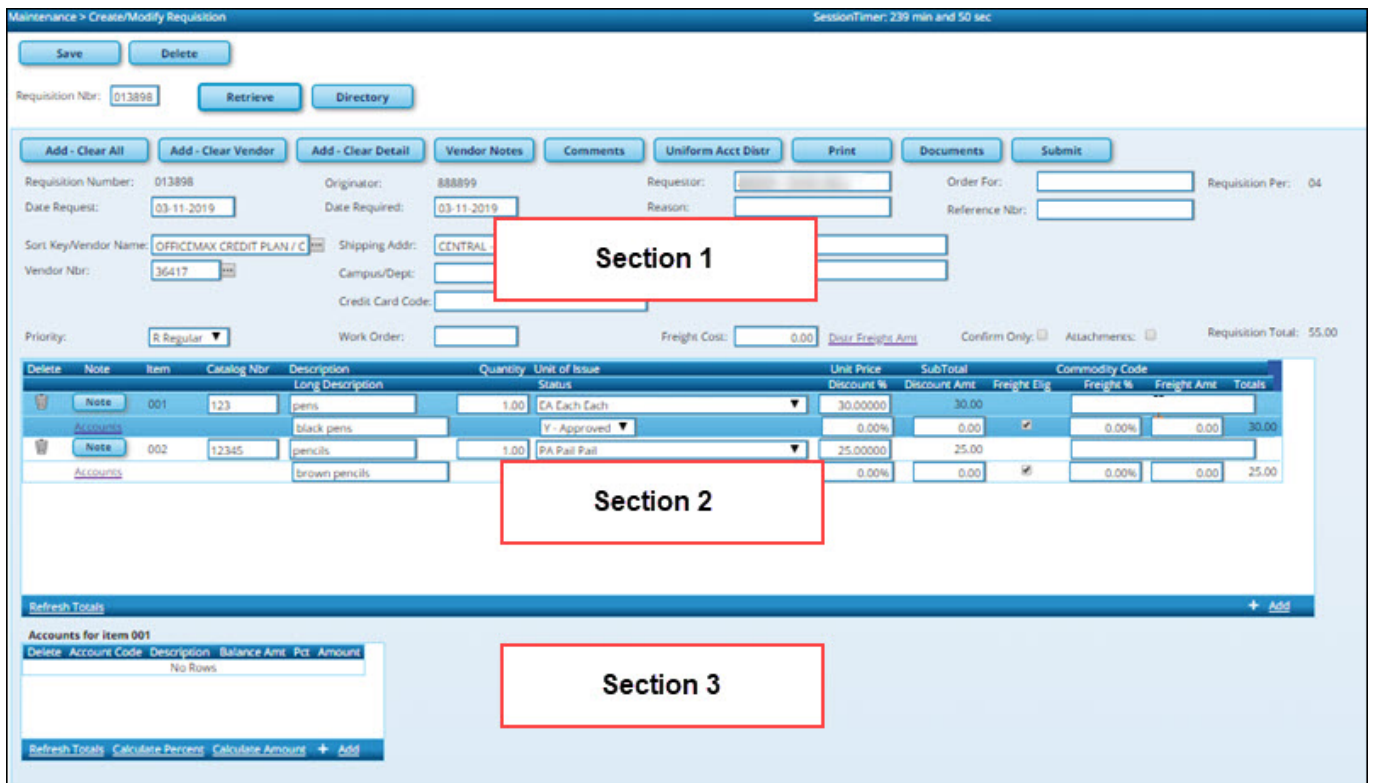 Maintenance > Create/Modify Requisition SessionTimer: 239 min and 50 sec
Save Delete
Requisition Nbr: 013898 Retrieve Directory
Add - Clear All Add - Clear Vendor Add - Clear Detail Vendor Notes Comments Uniform Acct Distr Print Documents Submit
Requisition Number: 013898 Originator: 888899 Requestor: Order For: Requisition Per: 04
Date Request: 03-11-2019 Date Required: 03-11-2019 Reason: Reference Nbr:
Section 1
Sort Key/Vendor Name: OFFICEMAX CREDIT PLAN / C Shipping Addr: CENTRAL -
Vendor Nbr: 36417 Campus/Dept:
Credit Card Code:
Priority: R Regular Work Order: Freight Cost: 0.00 Distr Freight Amt Confirm Only: Attachments: Requisition Total: 55.00
Delete Note Item Catalog Nbr Description Quantity Unit of Issue Unit Price SubTotal Commodity Code
Long Description Status Discount % Discount Amt Freight Elig Freight % Freight Amt Totals
Note 001 123 pens 1.00 EA Each Each 30.00000 30.00
Accounts black pens Y - Approved 0.00% 0.00 0.00% 0.00 30.00
Note 002 12345 pencils 1.00 PA Pail Pail 25.00000 25.00
Accounts brown pencils 0.00% 0.00 0.00% 0.00 25.00
Section 2
Refresh Totals + Add
Accounts for item 001
Delete Account Code Description Balance Amt Pct Amount
No Rows
Section 3
Refresh Totals Calculate Percent Calculate Amount + Add